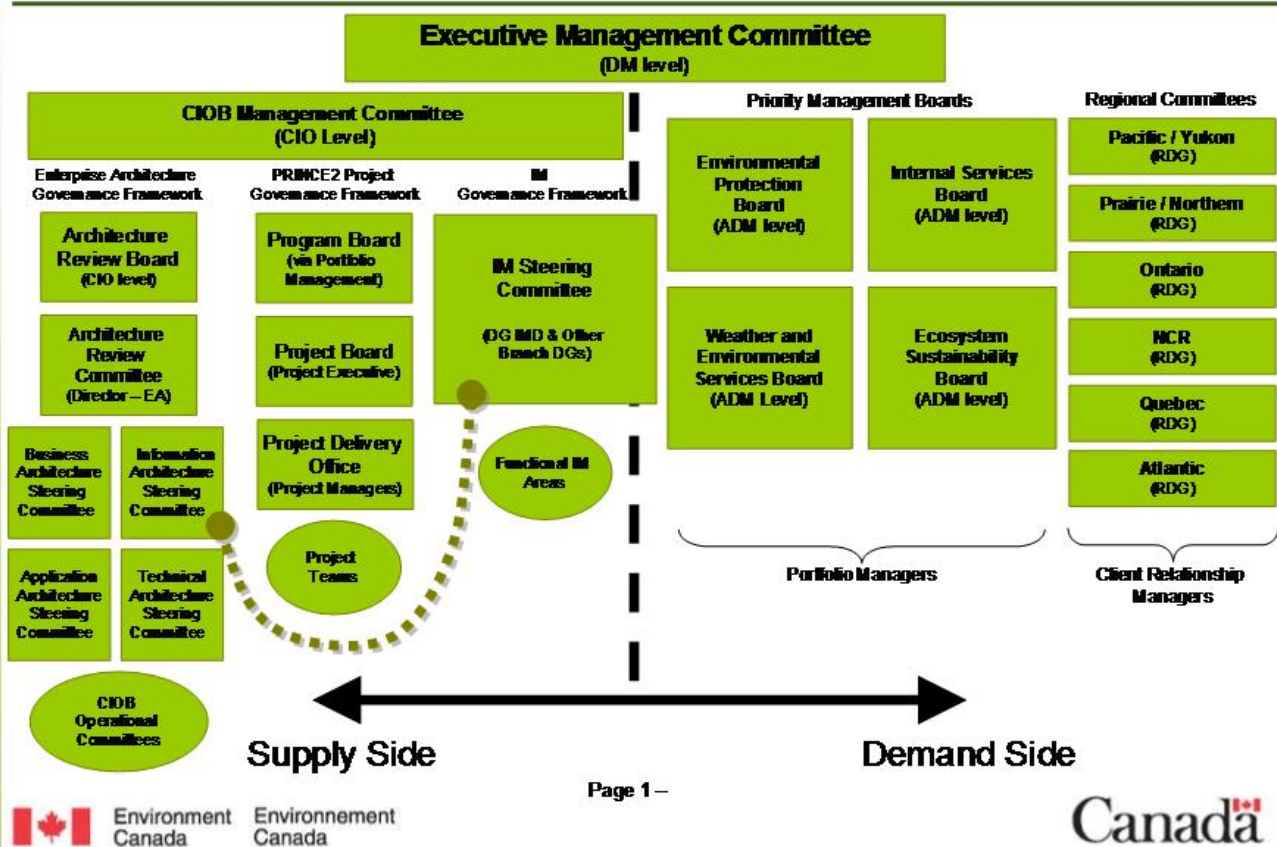 Executive Management Committee
(DM level)
CIOB Management Committee
(CIO Level)
Priority Management Boards
Regional Committees
Enterprise Architecture
Governance Framework
PRINCE2 Project
Governance Framework
IM
Governance Framework
Architecture
Review Board
(CIO level)
Architecture
Review
Committee
(Director – EA)
Business
Architecture
Steering
Committee
Information
Architecture
Steering
Committee
Application
Architecture
Steering
Committee
Technical
Architecture
Steering
Committee
CIOB
Operational
Committees
Program Board
(via Portfolio
Management)
Project Board
(Project Executive)
Project Delivery
Office
(Project Managers)
Project
Teams
IM Steering
Committee
(DG IMD & Other
Branch DGs)
Functional IM
Areas
Environmental
Protection
Board
(ADM level)
Internal Services
Board
(ADM level)
Weather and
Environmental
Services Board
(ADM Level)
Ecosystem
Sustainability
Board
(ADM level)
Portfolio Managers
Pacific / Yukon
(RDG)
Prairie / Northern
(RDG)
Ontario
(RDG)
NCR
(RDG)
Quebec
(RDG)
Atlantic
(RDG)
Client Relationship
Managers
Supply Side
Demand Side
Page 1 –
Environment
Canada
Environnement
Canada
Canada